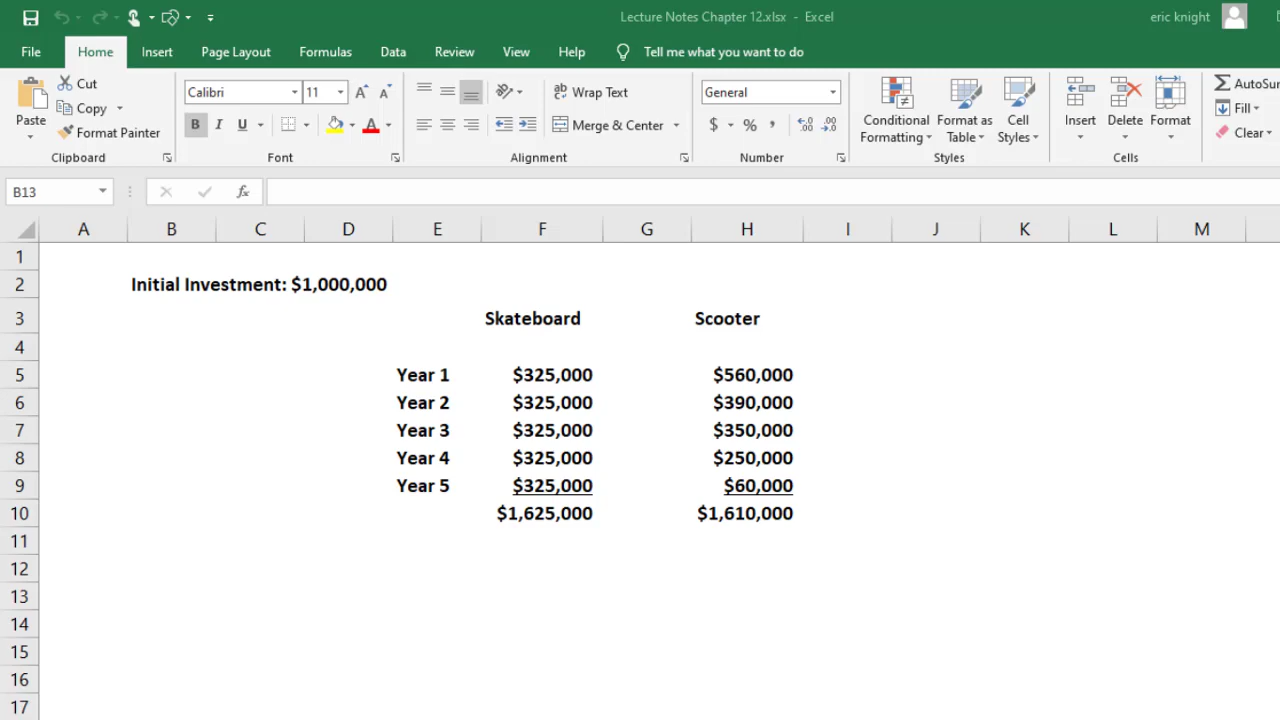 Lecture Notes Chapter 12.xlsx - Excel
eric knight
File Home Insert Page Layout Formulas Data Review View Help Tell me what you want to do
Paste
Cut
Copy
Format Painter
Clipboard
Calibri 11 A A
B I U A
Font
ab Wrap Text
Merge & Center
Alignment
General
$ % , .0 .00 .00 .0
Number
Conditional Formatting
Format as Table
Cell Styles
Styles
Insert Delete Format
Cells
AutoSum
Fill
Clear
B13 fx
A B C D E F G H I J K L M
1
2 Initial Investment: $1,000,000
3 Skateboard Scooter
4
5 Year 1 $325,000 $560,000
6 Year 2 $325,000 $390,000
7 Year 3 $325,000 $350,000
8 Year 4 $325,000 $250,000
9 Year 5 $325,000 $60,000
10 $1,625,000 $1,610,000
11
12
13
14
15
16
17